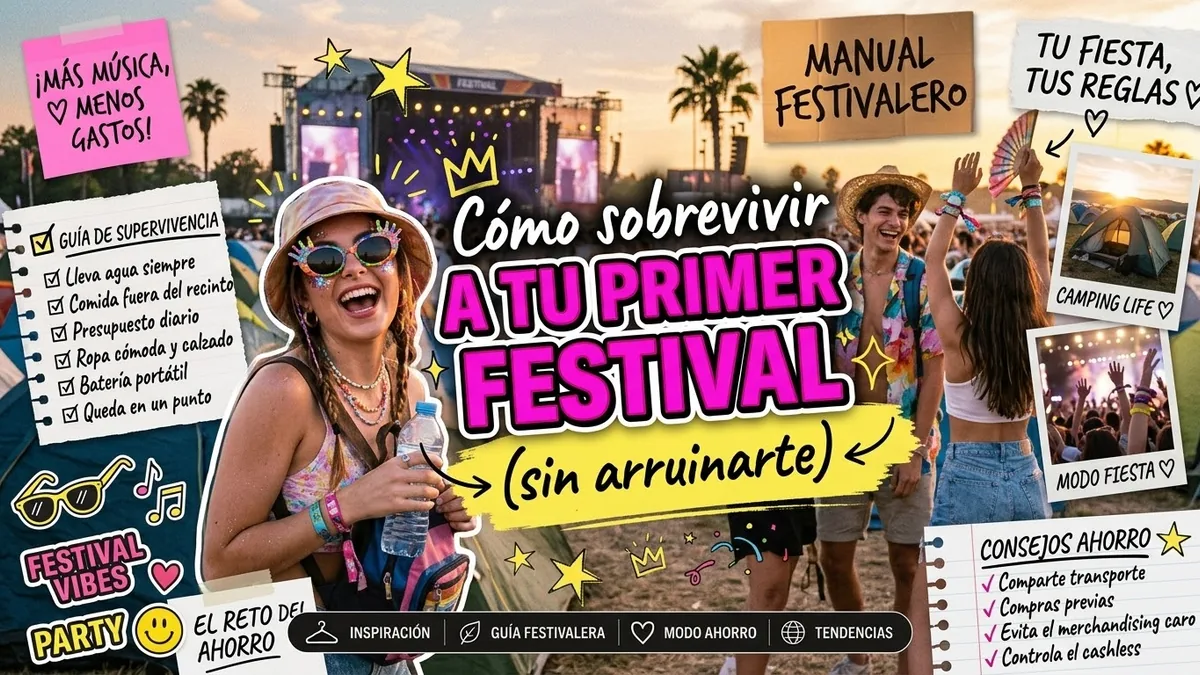 ¡MÁS MÚSICA,
♡ MENOS
GASTOS!
FESTIVAL
MANUAL
FESTIVALERO
TU FIESTA,
TUS REGLAS ♡
GUÍA DE SUPERVIVENCIA
Lleva agua siempre
Comida fuera del recinto
Presupuesto diario
Ropa cómoda y calzado
Batería portátil
Queda en un punto
Cómo sobrevivir
A TU PRIMER
FESTIVAL
(sin arruinarte)
CAMPING LIFE ♡
MODO FIESTA ♡
FESTIVAL
VIBES
PARTY
EL RETO DEL
AHORRO
CONSEJOS AHORRO
Comparte transporte
Compras previas
Evita el merchandising caro
Controla el cashless
INSPIRACIÓN
GUÍA FESTIVALERA
MODO AHORRO
TENDENCIAS